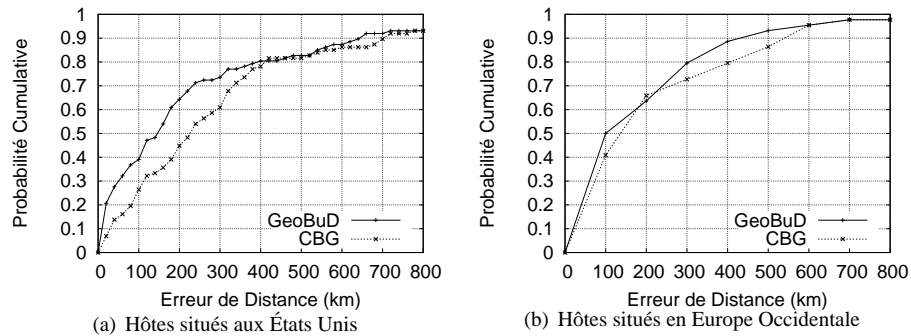 1
0.9
0.8
0.7
0.6
0.5
0.4
0.3
0.2
0.1
0
Probabilité Cumulative
GeoBuD
CBG
0 100 200 300 400 500 600 700 800
Erreur de Distance (km)
(a) Hôtes situés aux États Unis
1
0.9
0.8
0.7
0.6
0.5
0.4
0.3
0.2
0.1
0
Probabilité Cumulative
GeoBuD
CBG
0 100 200 300 400 500 600 700 800
Erreur de Distance (km)
(b) Hôtes situés en Europe Occidentale